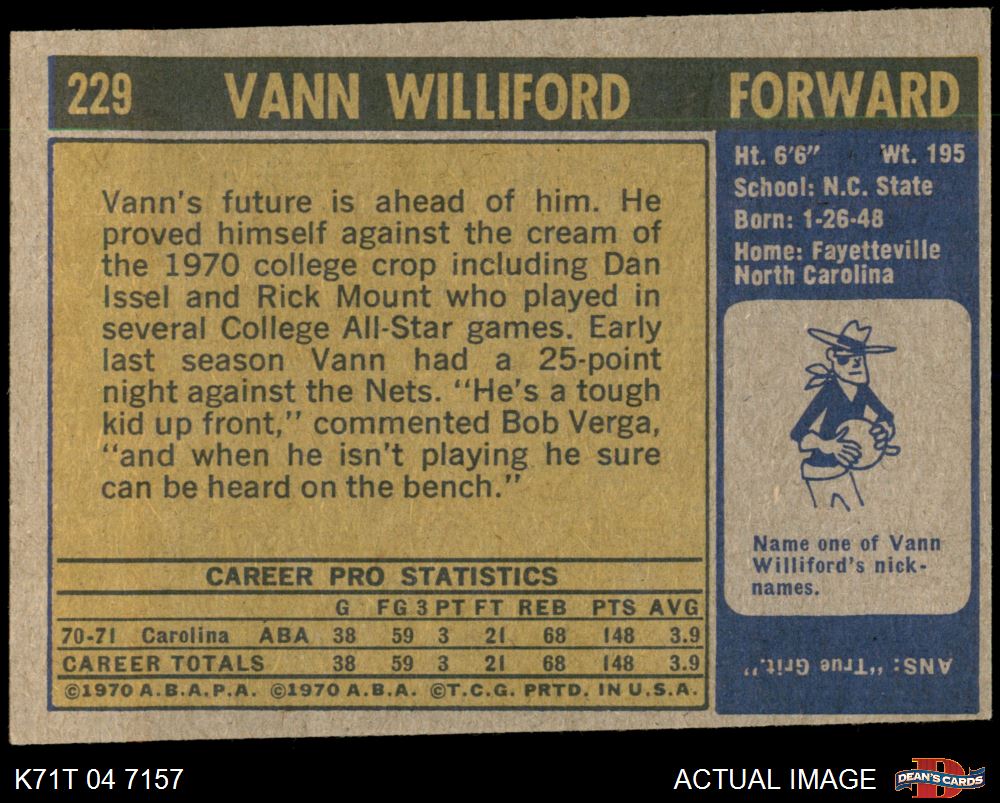 229 VANN WILLIFORD FORWARD
Vann's future is ahead of him. He
proved himself against the cream of
the 1970 college crop including Dan
Issel and Rick Mount who played in
several College All-Star games. Early
last season Vann had a 25-point
night against the Nets. "He's a tough
kid up front," commented Bob Verga,
"and when he isn't playing he sure
can be heard on the bench."
CAREER PRO STATISTICS
G FG 3 PT FT REB PTS AVG
70-71 Carolina ABA 38 59 3 21 68 148 3.9
CAREER TOTALS 38 59 3 21 68 148 3.9
©1970 A.B.A.P.A. ©1970 A.B.A. ©T.C.G. PRTD. IN U.S.A.
Ht. 6'6" Wt. 195
School: N.C. State
Born: 1-26-48
Home: Fayetteville
North Carolina
Name one of Vann
Williford's nick-
names.
ANS: "True Grit."
K71T 04 7157
ACTUAL IMAGE
DEAN'S CARDS